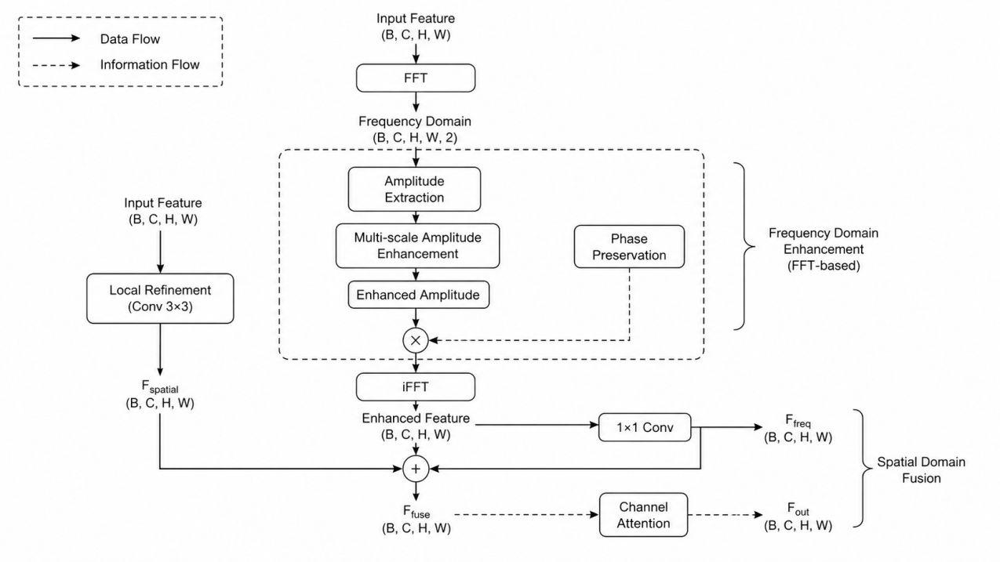 Data Flow
Information Flow
Input Feature
(B, C, H, W)
FFT
Frequency Domain
(B, C, H, W, 2)
Amplitude
Extraction
Multi-scale Amplitude
Enhancement
Enhanced Amplitude
×
Phase
Preservation
Frequency Domain
Enhancement
(FFT-based)
Input Feature
(B, C, H, W)
Local Refinement
(Conv 3×3)
F_spatial
(B, C, H, W)
iFFT
Enhanced Feature
(B, C, H, W)
1×1 Conv
F_freq
(B, C, H, W)
+
F_fuse
(B, C, H, W)
Channel
Attention
F_out
(B, C, H, W)
Spatial Domain
Fusion